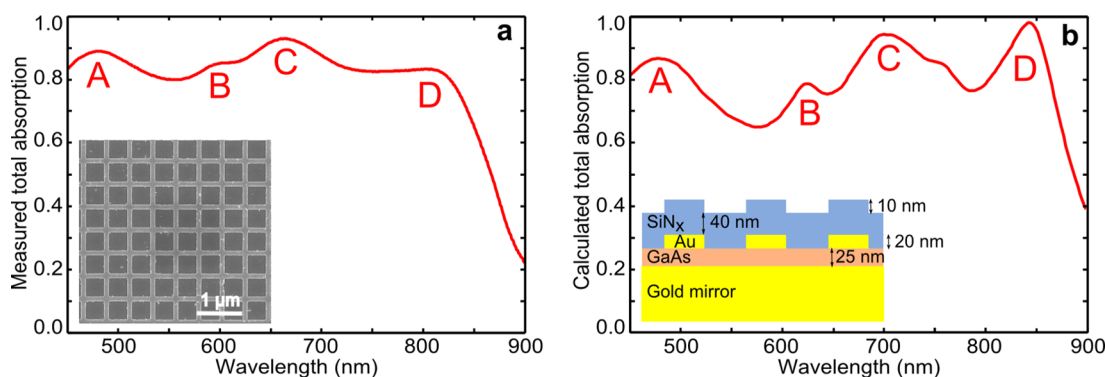 a
Measured total absorption
1.0
0.8
0.6
0.4
0.2
0.0
A
B
C
D
1 µm
500
600
700
800
900
Wavelength (nm)
b
Calculated total absorption
1.0
0.8
0.6
0.4
0.2
0.0
A
B
C
D
10 nm
SiNx
40 nm
Au
20 nm
GaAs
25 nm
Gold mirror
500
600
700
800
900
Wavelength (nm)